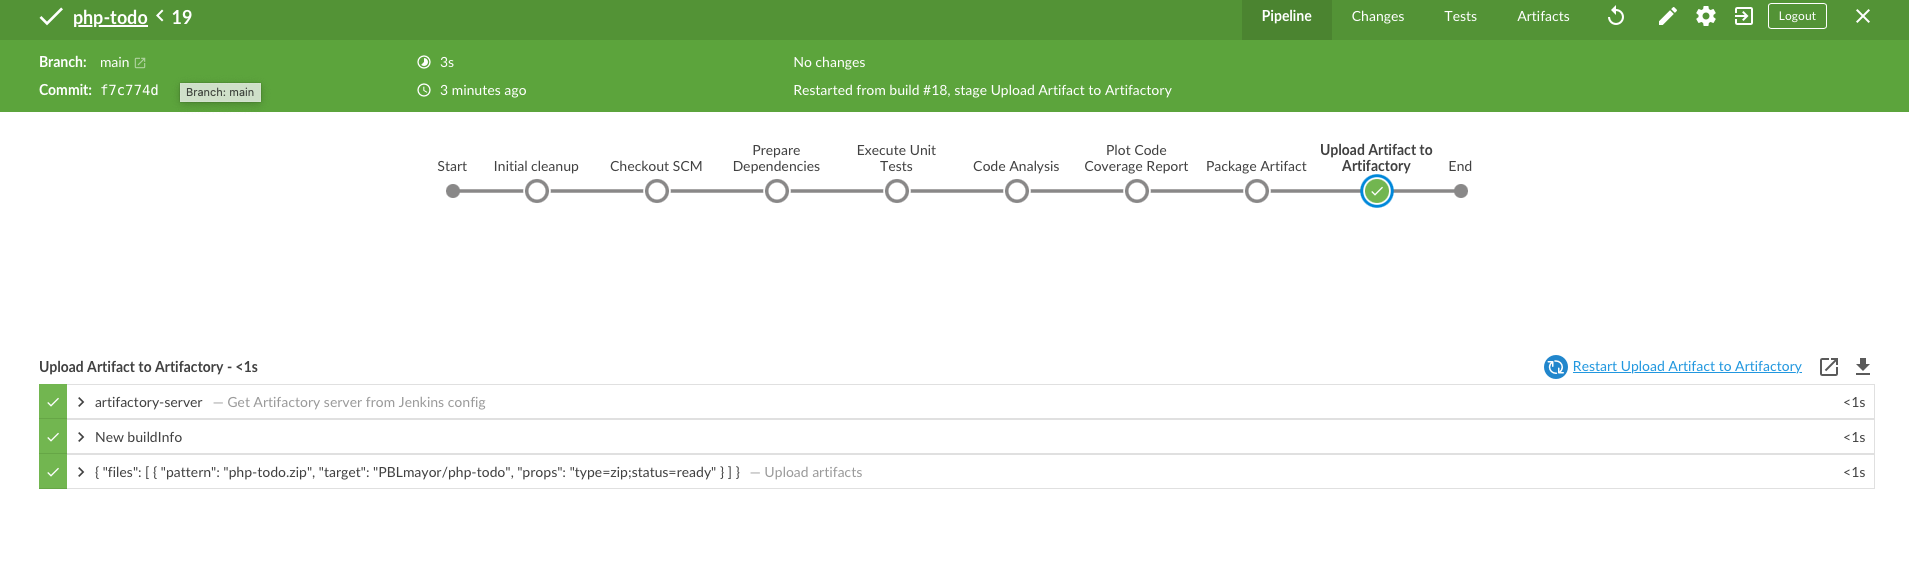 php-todo < 19
Pipeline Changes Tests Artifacts Logout
Branch: main 3s No changes
Commit: f7c774d 3 minutes ago Restarted from build #18, stage Upload Artifact to Artifactory
Branch: main
Start
Initial cleanup
Checkout SCM
Prepare
Dependencies
Execute Unit
Tests
Code Analysis
Plot Code
Coverage Report
Package Artifact
Upload Artifact to
Artifactory
End
Upload Artifact to Artifactory - <1s Restart Upload Artifact to Artifactory
artifactory-server — Get Artifactory server from Jenkins config <1s
New buildInfo <1s
{ "files": [ { "pattern": "php-todo.zip", "target": "PBLmayor/php-todo", "props": "type=zip;status=ready" } ] } — Upload artifacts <1s